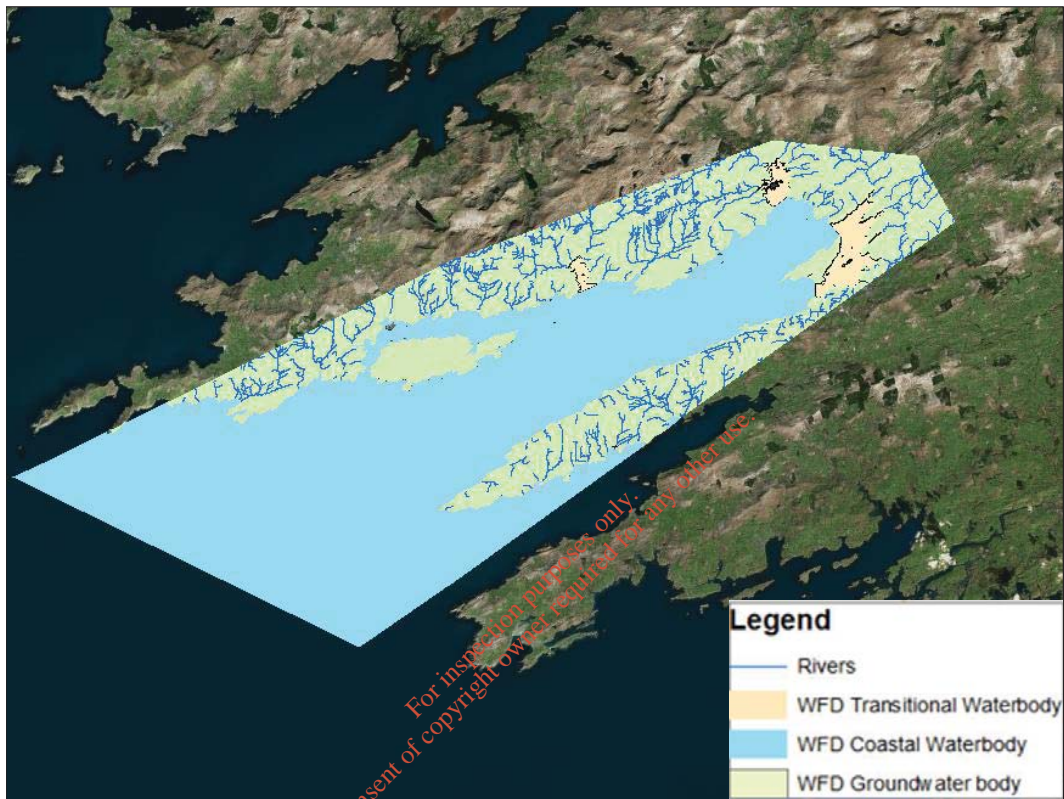 For inspection purposes only.
nsent of copyright owner required for any other use.
Legend
Rivers
WFD Transitional Waterbody
WFD Coastal Waterbody
WFD Groundwater body